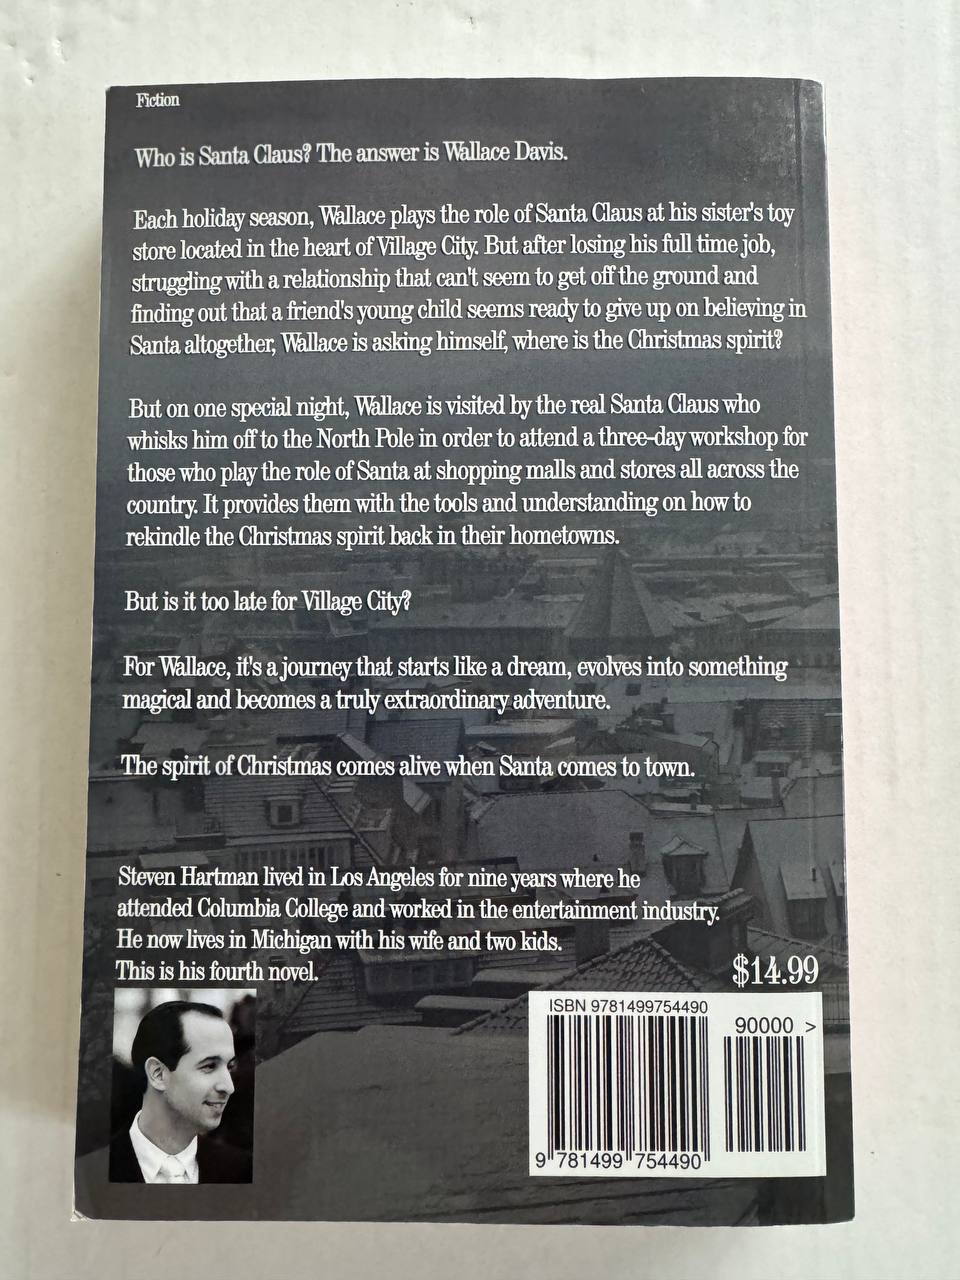 Fiction
Who is Santa Claus? The answer is Wallace Davis.
Each holiday season, Wallace plays the role of Santa Claus at his sister's toy
store located in the heart of Village City. But after losing his full time job,
struggling with a relationship that can't seem to get off the ground and
finding out that a friend's young child seems ready to give up on believing in
Santa altogether, Wallace is asking himself, where is the Christmas spirit?
But on one special night, Wallace is visited by the real Santa Claus who
whisks him off to the North Pole in order to attend a three-day workshop for
those who play the role of Santa at shopping malls and stores all across the
country. It provides them with the tools and understanding on how to
rekindle the Christmas spirit back in their hometowns.
But is it too late for Village City?
For Wallace, it's a journey that starts like a dream, evolves into something
magical and becomes a truly extraordinary adventure.
The spirit of Christmas comes alive when Santa comes to town.
Steven Hartman lived in Los Angeles for nine years where he
attended Columbia College and worked in the entertainment industry.
He now lives in Michigan with his wife and two kids.
This is his fourth novel.
$14.99
ISBN 9781499754490
90000 >
9 781499 754490